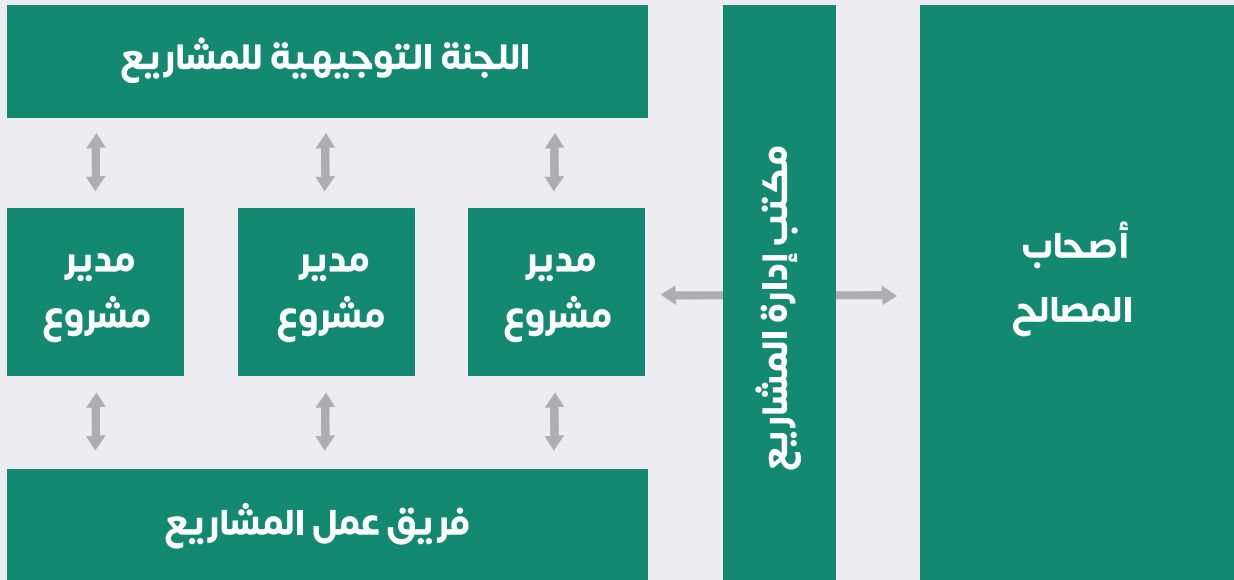 اللجنة التوجيهية للمشاريع
مدير
مشروع
مدير
مشروع
مدير
مشروع
فريق عمل المشاريع
مكتب إدارة المشاريع
أصحاب
المصالح